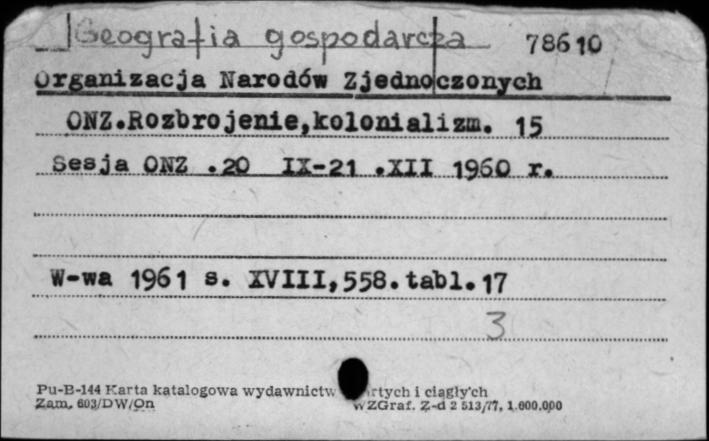 Geografia gospodarcza 78610
Organizacja Narodów Zjednoczonych
ONZ.Rozbrojenie,kolonializm. 15
Sesja ONZ .20 IX-21 .XII 1960 r.
W-wa 1961 s. XVIII,558.tabl.17
3
Pu-B-144 Karta katalogowa wydawnictw i ciągły'ch
Zam. 603/DW/On WZGraf. Z-d 2 513/77, 1.000.000